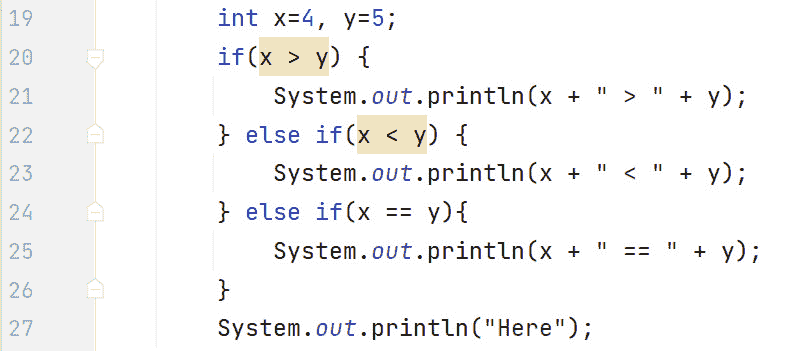 19 int x=4, y=5;
20 if(x > y) {
21 System.out.println(x + " > " + y);
22 } else if(x < y) {
23 System.out.println(x + " < " + y);
24 } else if(x == y){
25 System.out.println(x + " == " + y);
26 }
27 System.out.println("Here");